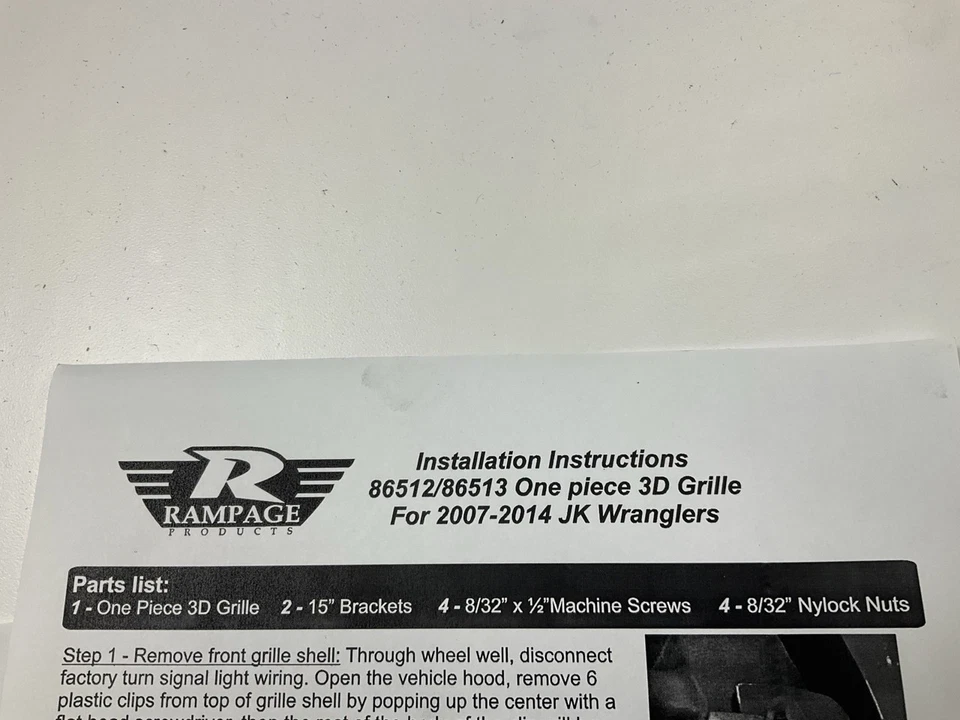 RAMPAGE
PRODUCTS
Installation Instructions
86512/86513 One piece 3D Grille
For 2007-2014 JK Wranglers
Parts list:
1 - One Piece 3D Grille 2 - 15” Brackets 4 - 8/32” x ½”Machine Screws 4 - 8/32” Nylock Nuts
Step 1 - Remove front grille shell: Through wheel well, disconnect
factory turn signal light wiring. Open the vehicle hood, remove 6
plastic clips from top of grille shell by popping up the center with a